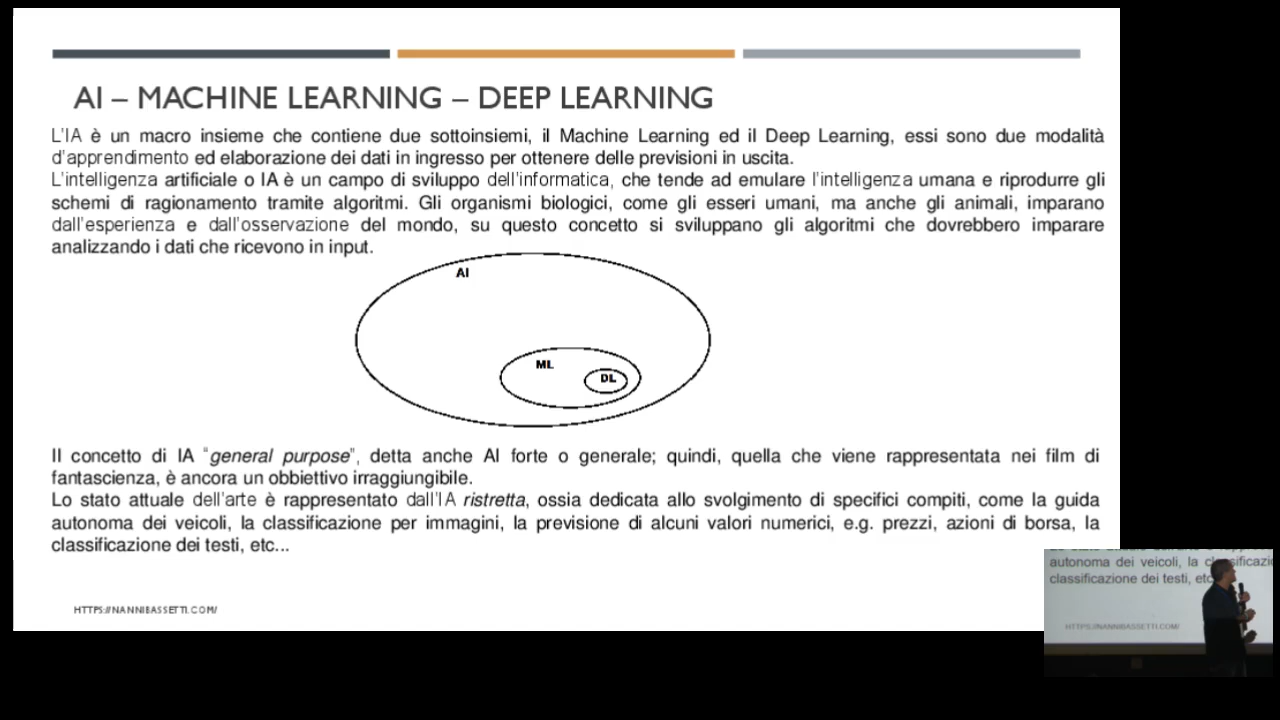 AI – MACHINE LEARNING – DEEP LEARNING
L'IA è un macro insieme che contiene due sottoinsiemi, il Machine Learning ed il Deep Learning, essi sono due modalità
d'apprendimento ed elaborazione dei dati in ingresso per ottenere delle previsioni in uscita.
L'intelligenza artificiale o IA è un campo di sviluppo dell'informatica, che tende ad emulare l'intelligenza umana e riprodurre gli
schemi di ragionamento tramite algoritmi. Gli organismi biologici, come gli esseri umani, ma anche gli animali, imparano
dall'esperienza e dall'osservazione del mondo, su questo concetto si sviluppano gli algoritmi che dovrebbero imparare
analizzando i dati che ricevono in input.
AI
ML
DL
Il concetto di IA "general purpose", detta anche AI forte o generale; quindi, quella che viene rappresentata nei film di
fantascienza, è ancora un obbiettivo irraggiungibile.
Lo stato attuale dell'arte è rappresentato dall'IA ristretta, ossia dedicata allo svolgimento di specifici compiti, come la guida
autonoma dei veicoli, la classificazione per immagini, la previsione di alcuni valori numerici, e.g. prezzi, azioni di borsa, la
classificazione dei testi, etc...
HTTPS://NANNIBASSETTI.COM/
autonoma dei veicoli, la
classificazione dei testi, etc
HTTPS://NANNIBASSETTI.COM/